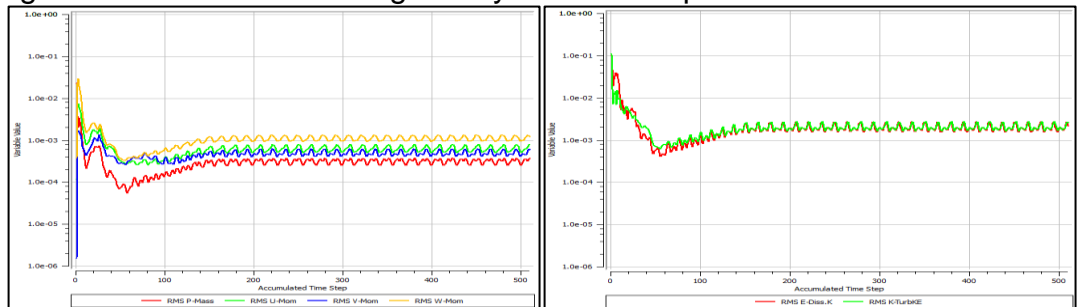 1.0e+00
1.0e-01
1.0e-02
1.0e-03
1.0e-04
1.0e-05
1.0e-06
Variable Value
0 100 200 300 400 500
Accumulated Time Step
RMS P-Mass RMS U-Mom RMS V-Mom RMS W-Mom
1.0e+00
1.0e-01
1.0e-02
1.0e-03
1.0e-04
1.0e-05
1.0e-06
Variable Value
0 100 200 300 400 500
Accumulated Time Step
RMS E-Diss.K RMS K-TurbKE